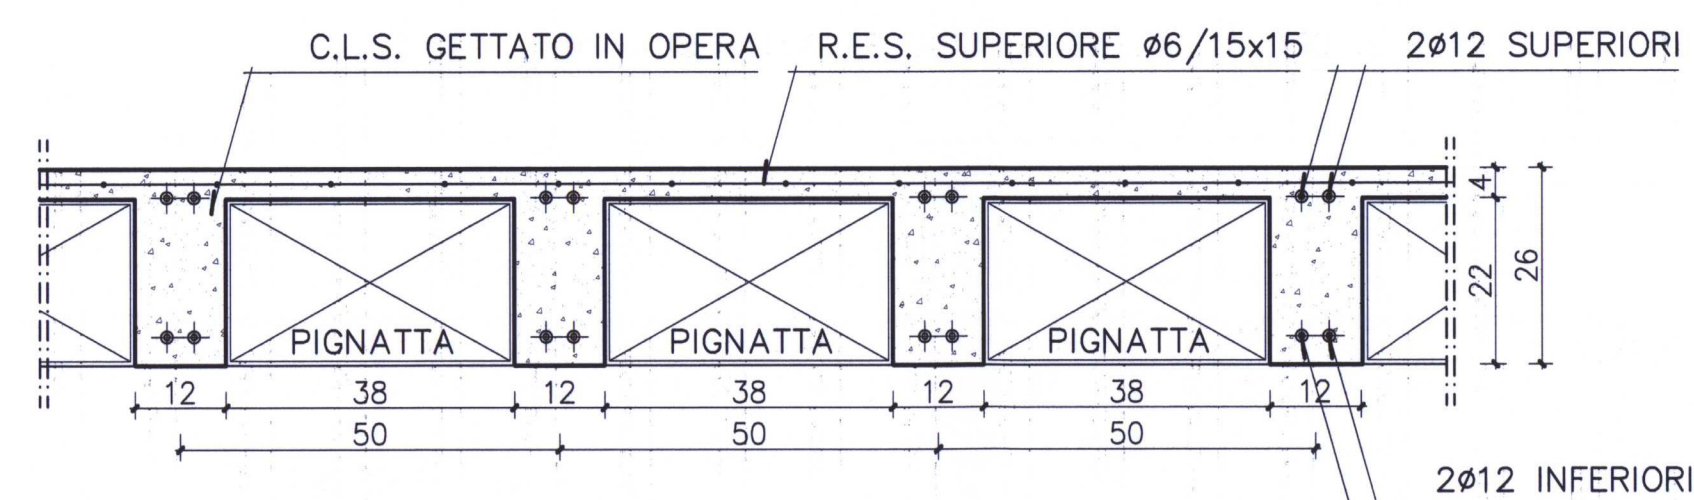 C.L.S. GETTATO IN OPERA R.E.S. SUPERIORE ø6/15x15 2ø12 SUPERIORI
4
22
26
PIGNATTA PIGNATTA PIGNATTA
12 38 12 38 12 38 12
50 50 50
2ø12 INFERIORI